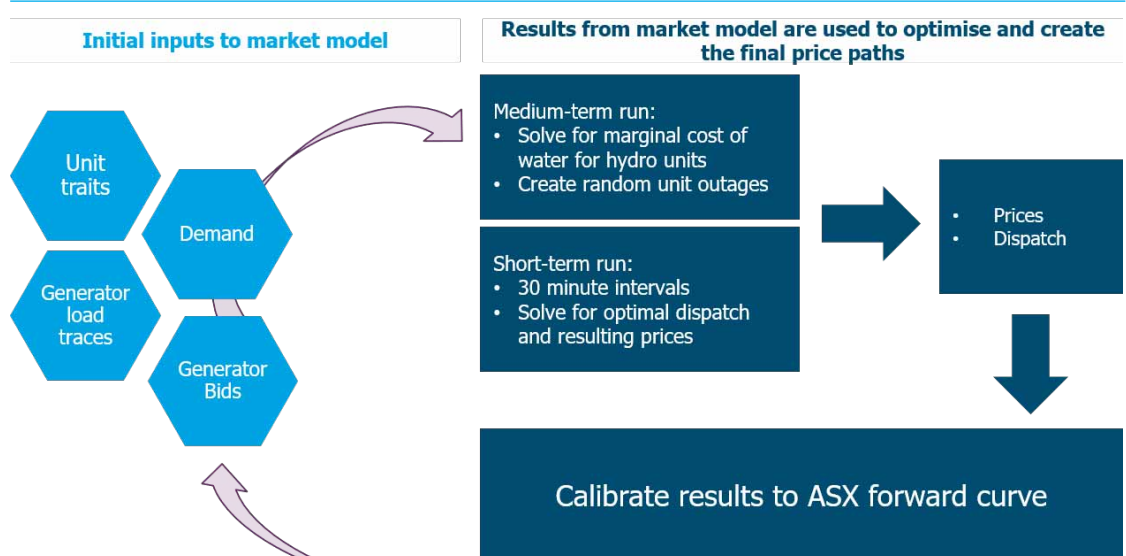 Initial inputs to market model
Results from market model are used to optimise and create
the final price paths
Unit
traits
Demand
Generator
load
traces
Generator
Bids
Medium-term run:
• Solve for marginal cost of
water for hydro units
• Create random unit outages
Short-term run:
• 30 minute intervals
• Solve for optimal dispatch
and resulting prices
• Prices
• Dispatch
Calibrate results to ASX forward curve